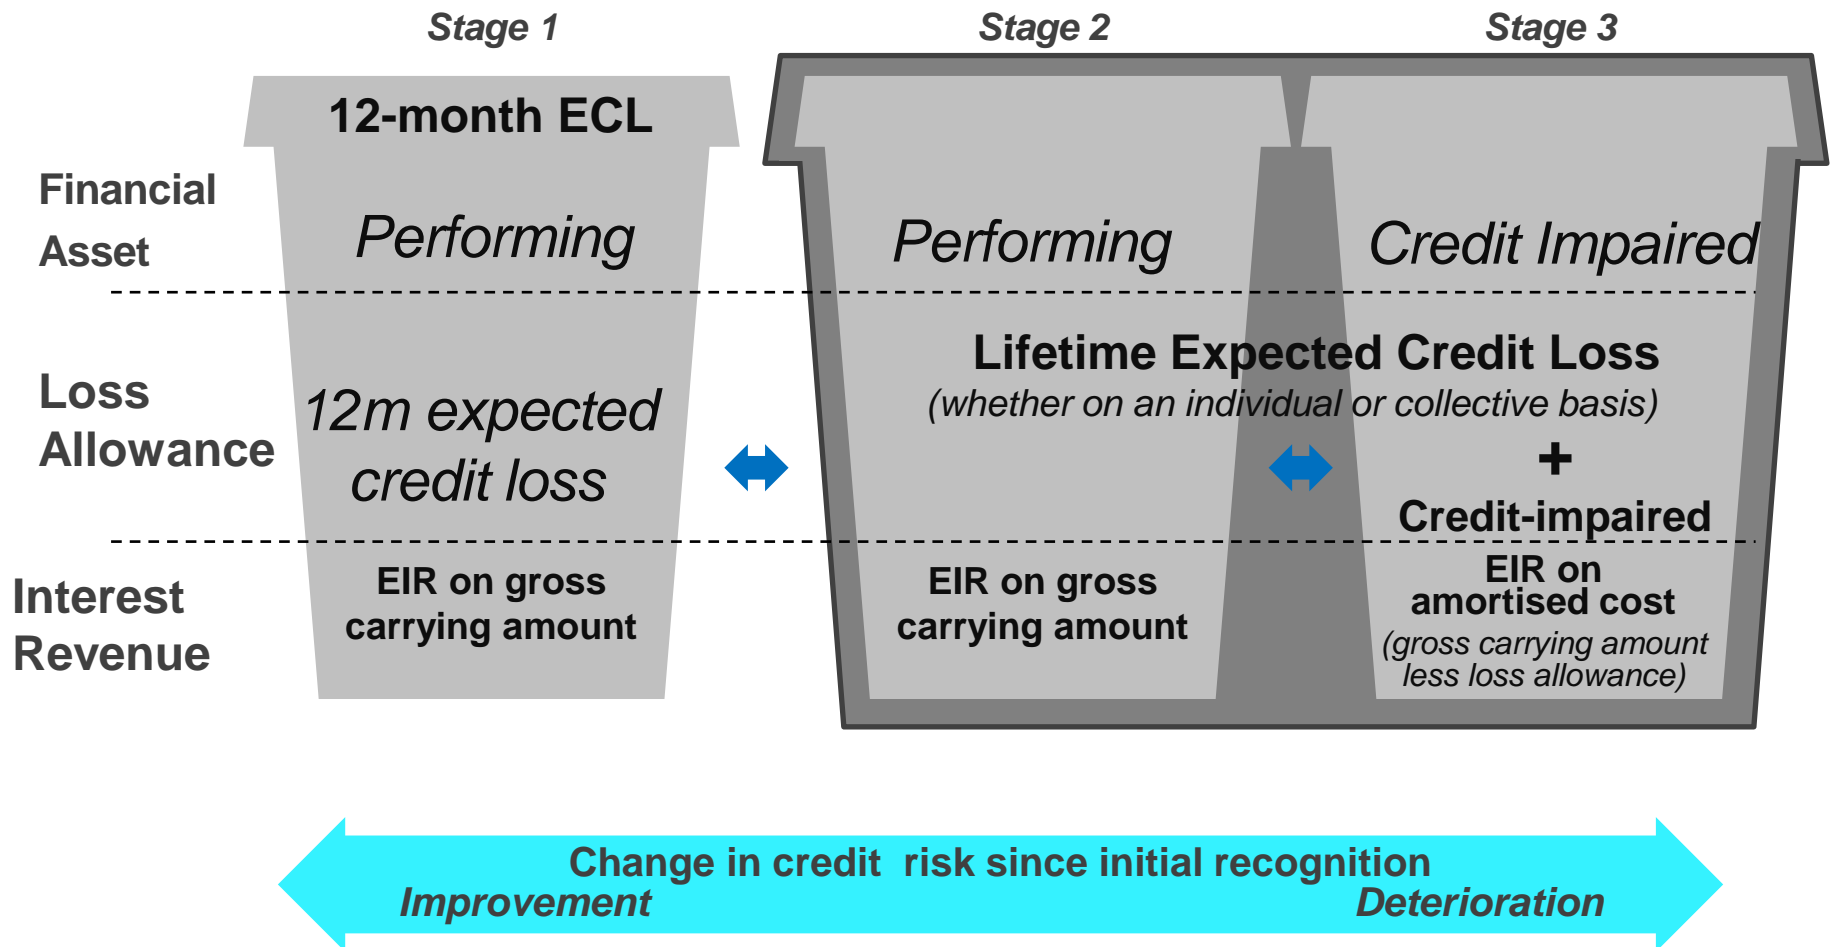 Stage 1
Stage 2
Stage 3
12-month ECL
Financial
Asset
Performing
Performing
Credit Impaired
Loss
Allowance
12m expected
credit loss
Lifetime Expected Credit Loss
(whether on an individual or collective basis)
+
Credit-impaired
Interest
Revenue
EIR on gross
carrying amount
EIR on gross
carrying amount
EIR on
amortised cost
(gross carrying amount
less loss allowance)
Change in credit  risk since initial recognition
Improvement
Deterioration